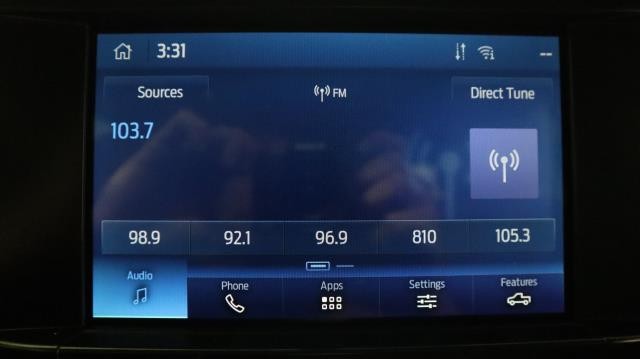 3:31 --
Sources FM Direct Tune
103.7
98.9 92.1 96.9 810 105.3
Audio Phone Apps Settings Features